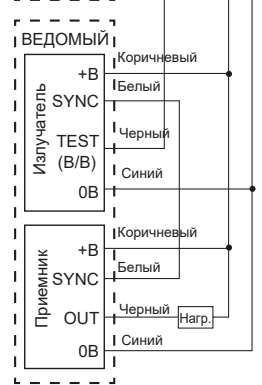 ВЕДОМЫЙ
Излучатель
+В
Коричневый
SYNC
Белый
TEST
(В/В)
Черный
0В
Синий
Приемник
+В
Коричневый
SYNC
Белый
OUT
Черный
Нагр.
0В
Синий